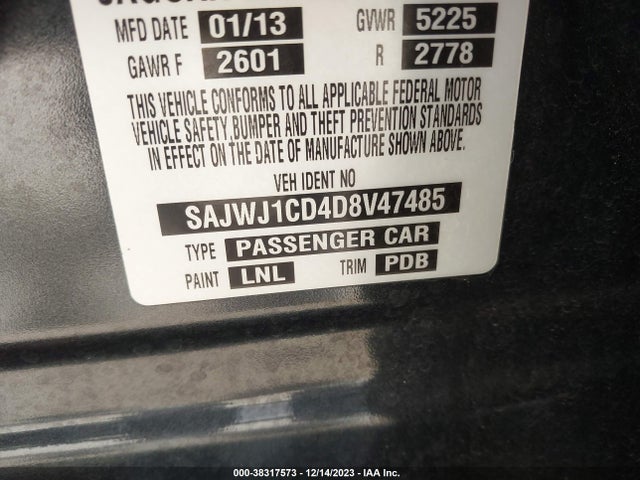 MFD DATE 01/13 GVWR 5225
GAWR F 2601 R 2778
THIS VEHICLE CONFORMS TO ALL APPLICABLE FEDERAL MOTOR
VEHICLE SAFETY,BUMPER AND THEFT PREVENTION STANDARDS
IN EFFECT ON THE DATE OF MANUFACTURE SHOWN ABOVE.
VEH IDENT NO
SAJWJ1CD4D8V47485
TYPE PASSENGER CAR
PAINT LNL TRIM PDB
000-38317573 - 12/14/2023 - IAA Inc.